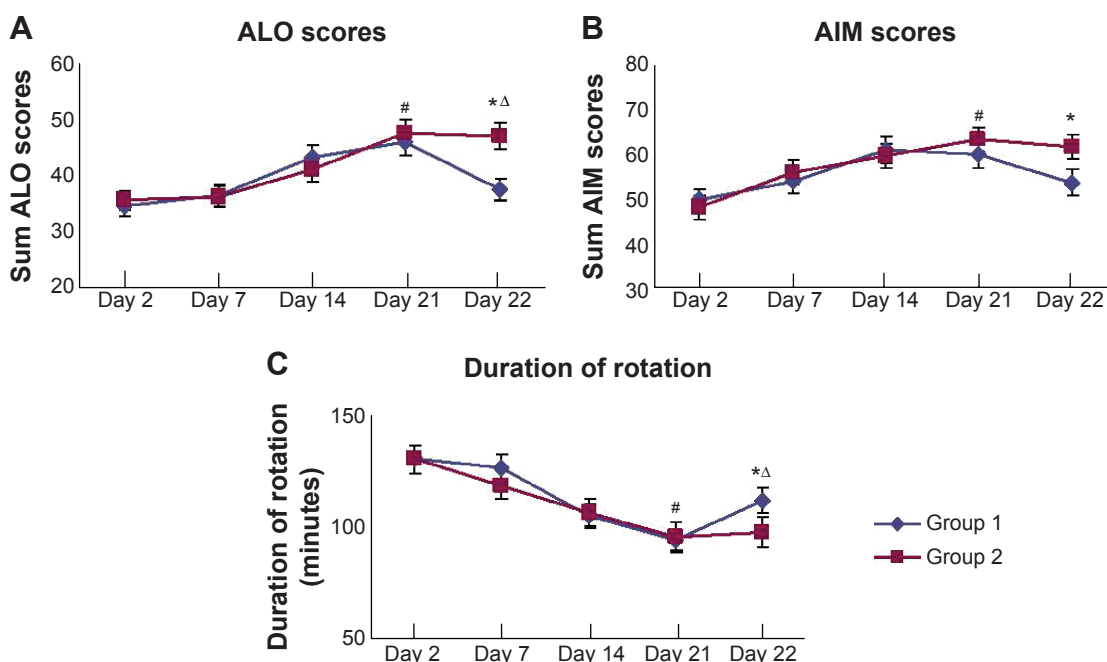 A
ALO scores
Sum ALO scores
60
50
40
30
20
#
*Δ
Day 2 Day 7 Day 14 Day 21 Day 22
B
AIM scores
Sum AIM scores
80
70
60
50
40
30
#
*
Day 2 Day 7 Day 14 Day 21 Day 22
C
Duration of rotation
Duration of rotation
(minutes)
150
100
50
#
*Δ
Day 2 Day 7 Day 14 Day 21 Day 22
Group 1
Group 2